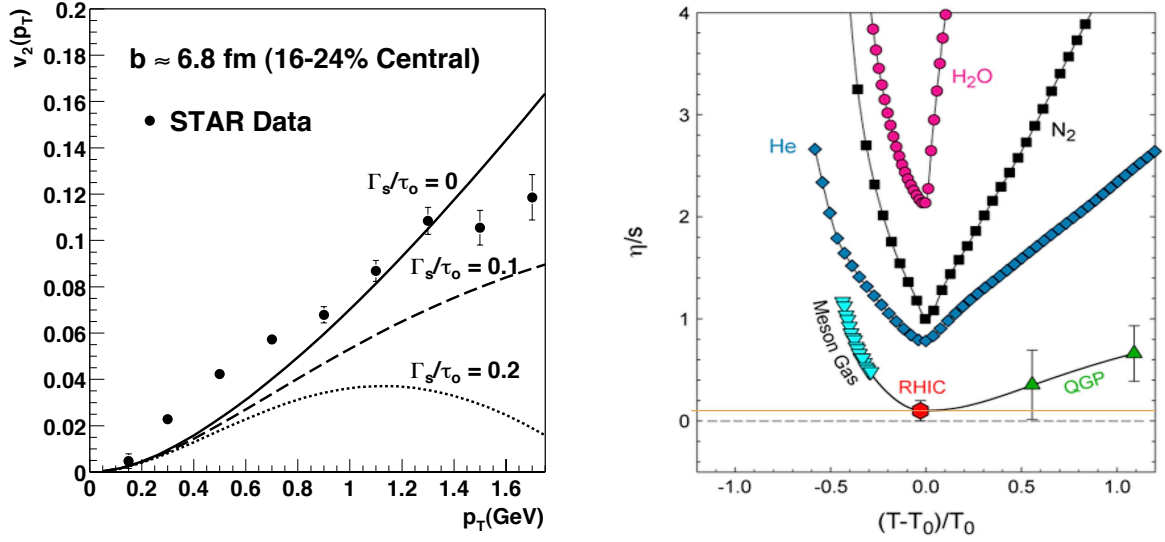 v₂(p_T)
0.2
0.18
0.16
0.14
0.12
0.1
0.08
0.06
0.04
0.02
0
b ≈ 6.8 fm (16-24% Central)
STAR Data
Γₛ/τₒ = 0
Γₛ/τₒ = 0.1
Γₛ/τₒ = 0.2
0 0.2 0.4 0.6 0.8 1 1.2 1.4 1.6
p_T(GeV)
η/s
4
3
2
1
0
H₂O
N₂
He
Meson Gas
RHIC
QGP
-1.0 -0.5 0.0 0.5 1.0
(T-T₀)/T₀